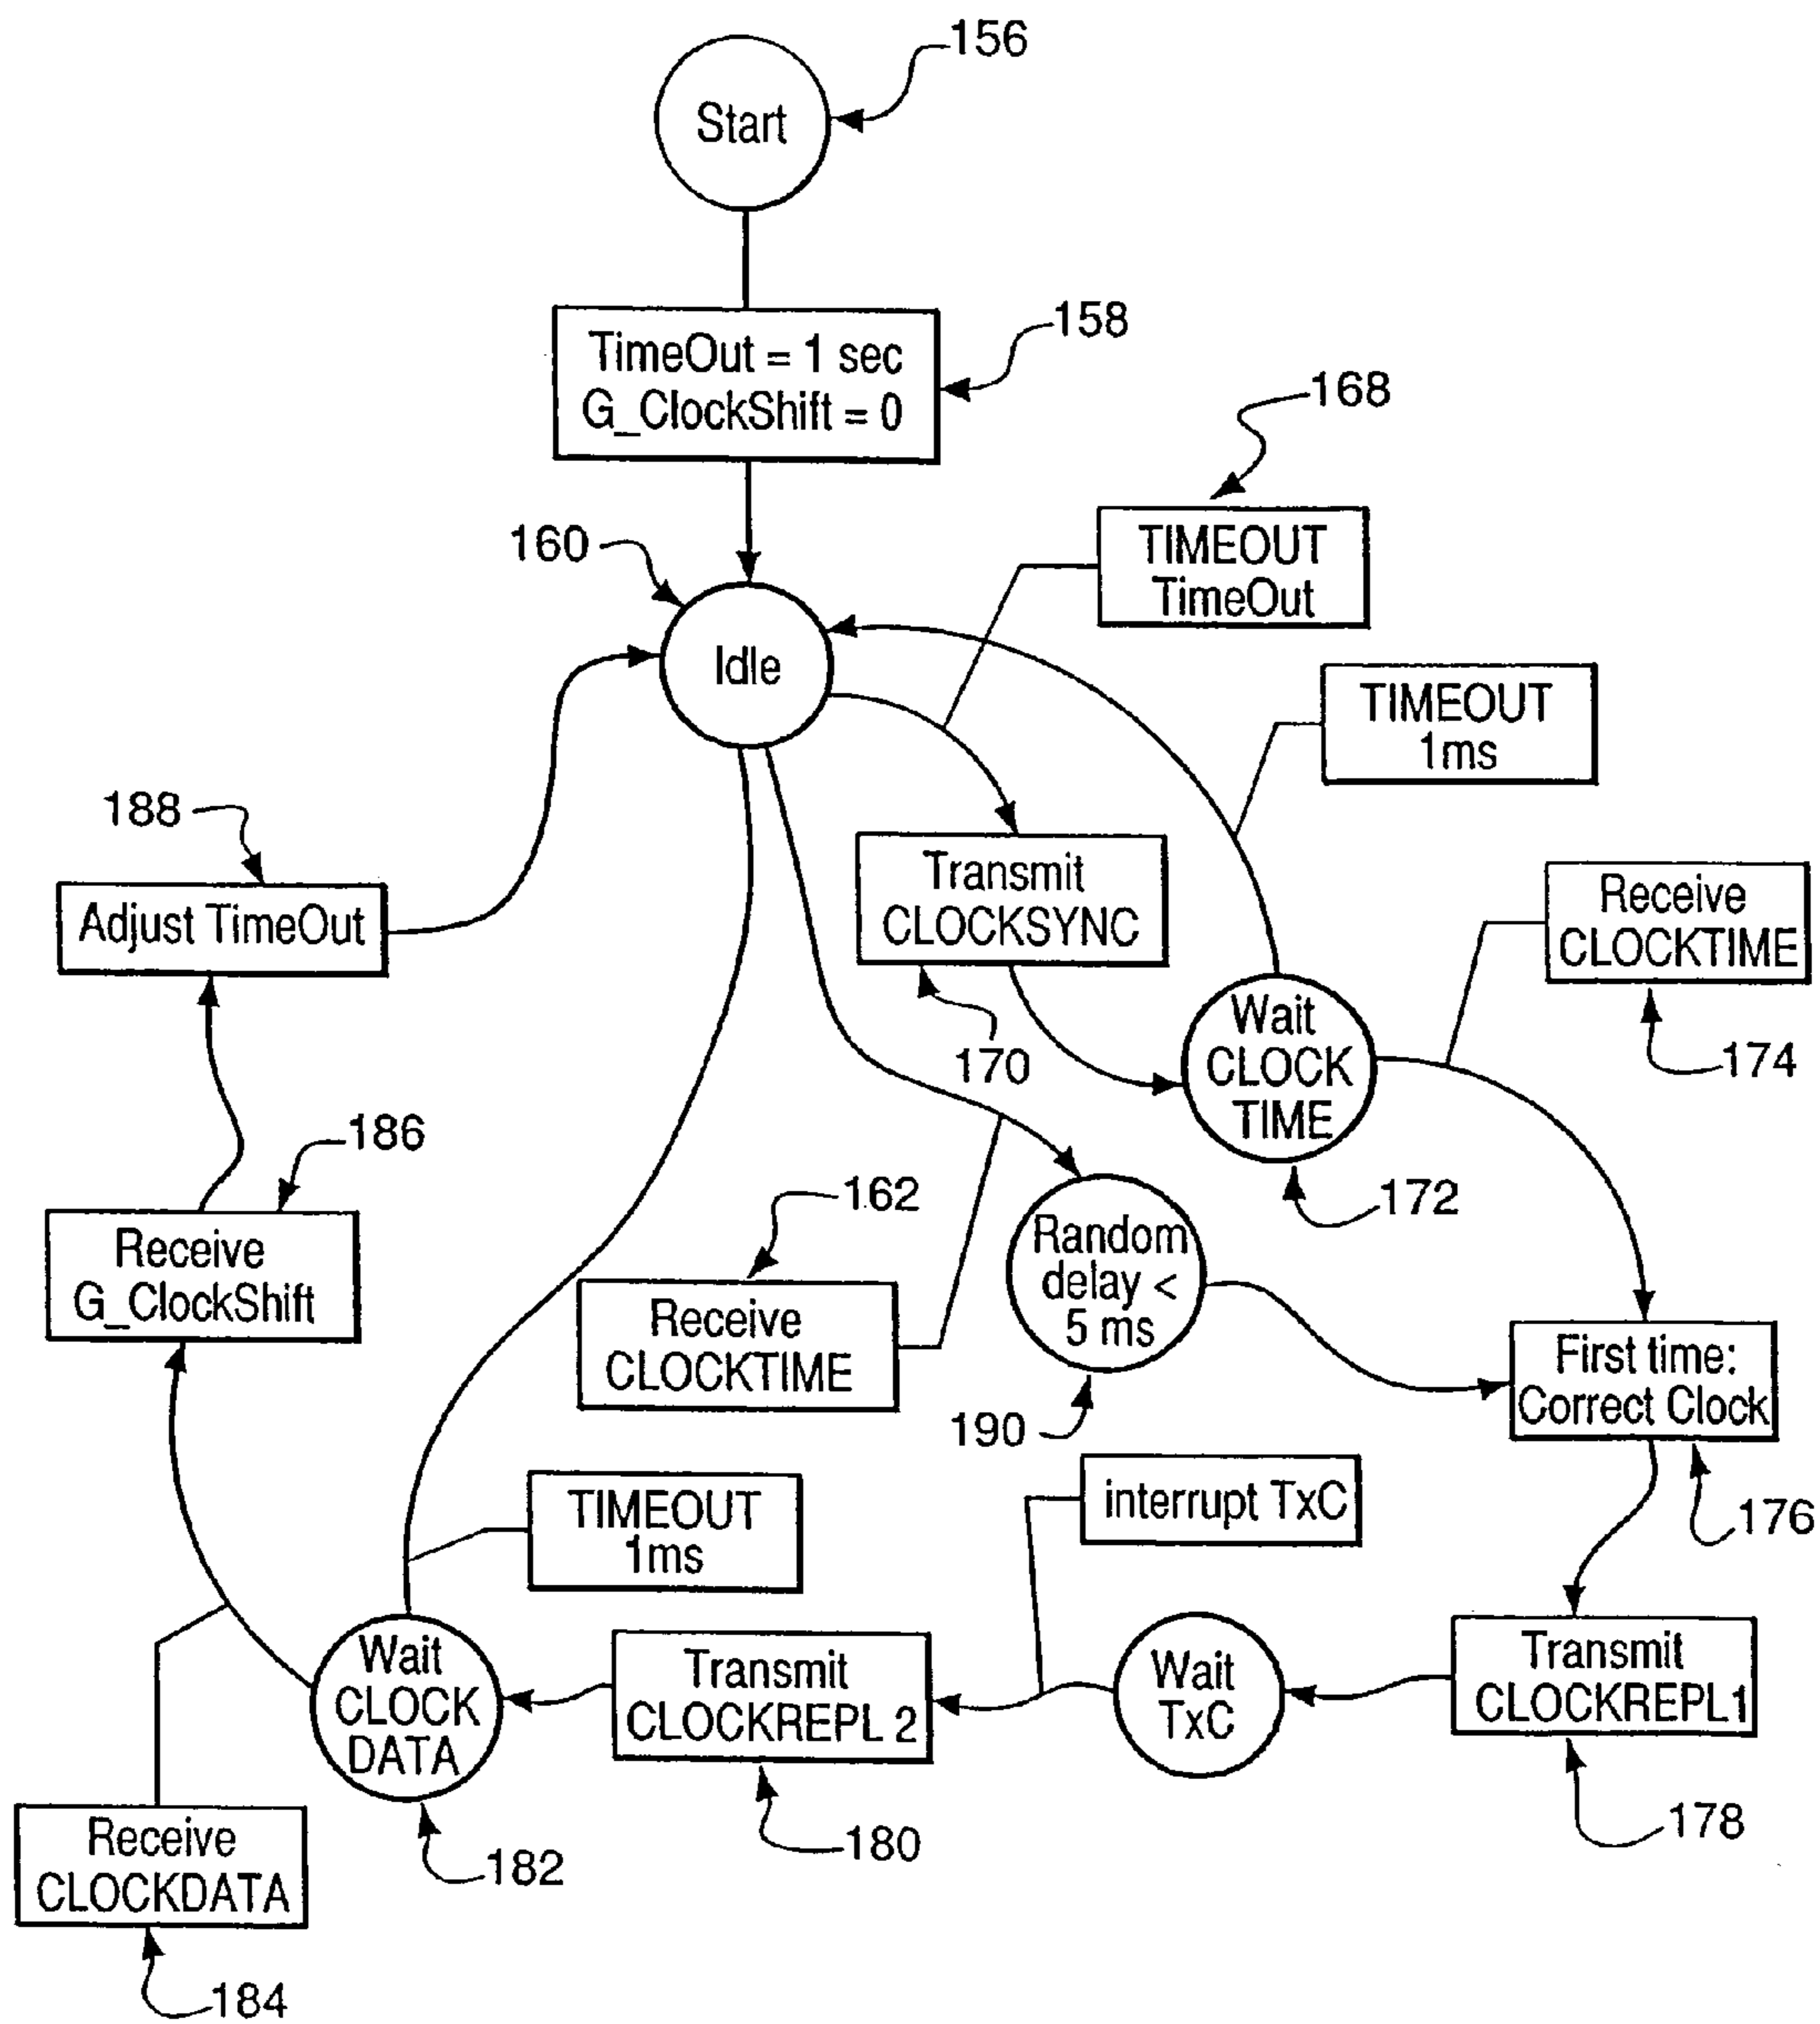 156
Start
TimeOut = 1 sec
G_ClockShift = 0
158
168
160
TIMEOUT
TimeOut
Idle
TIMEOUT
1ms
188
Adjust TimeOut
Transmit
CLOCKSYNC
170
Receive
CLOCKTIME
174
Wait
CLOCK
TIME
172
186
Receive
G_ClockShift
162
Receive
CLOCKTIME
Random
delay <
5 ms
190
First time:
Correct Clock
176
TIMEOUT
1ms
interrupt TxC
Wait
CLOCK
DATA
182
Transmit
CLOCKREPL 2
180
Wait
TxC
Transmit
CLOCKREPL1
178
Receive
CLOCKDATA
184